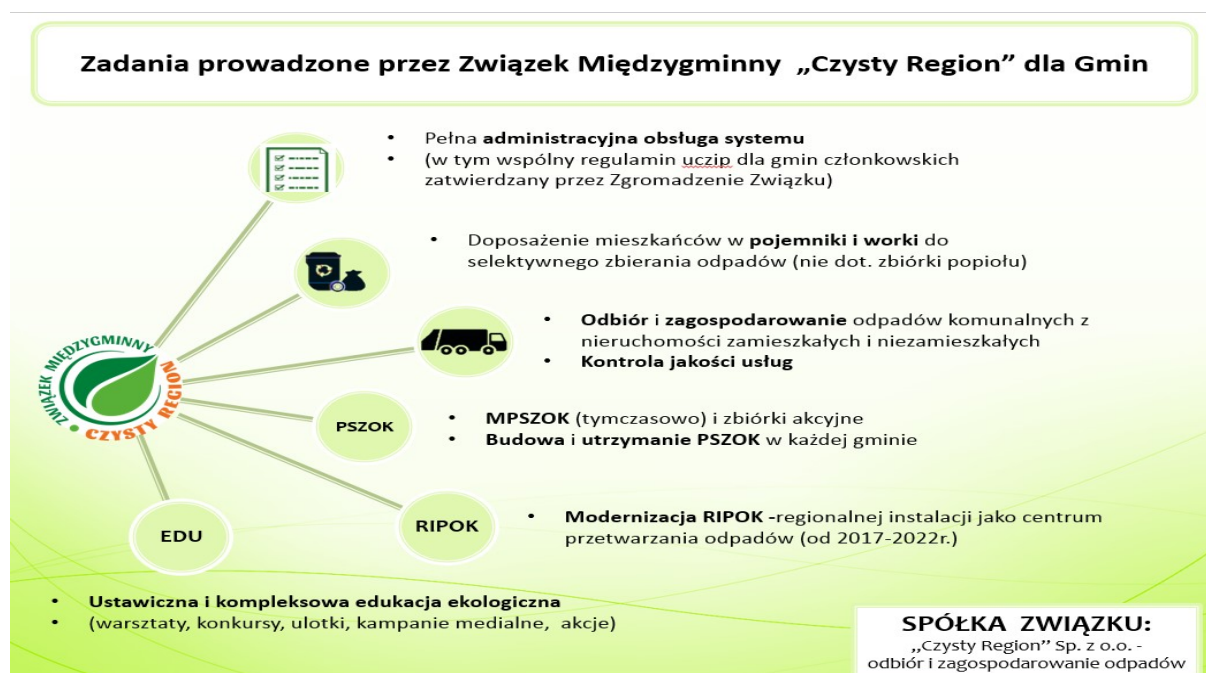 Zadania prowadzone przez Związek Międzygminny „Czysty Region” dla Gmin
• Pełna administracyjna obsługa systemu
• (w tym wspólny regulamin uczip dla gmin członkowskich
zatwierdzany przez Zgromadzenie Związku)
• Doposażenie mieszkańców w pojemniki i worki do
selektywnego zbierania odpadów (nie dot. zbiórki popiołu)
• Odbiór i zagospodarowanie odpadów komunalnych z
nieruchomości zamieszkałych i niezamieszkałych
• Kontrola jakości usług
ZWIĄZEK MIĘDZYGMINNY
CZYSTY REGION
PSZOK
• MPSZOK (tymczasowo) i zbiórki akcyjne
• Budowa i utrzymanie PSZOK w każdej gminie
RIPOK
• Modernizacja RIPOK -regionalnej instalacji jako centrum
przetwarzania odpadów (od 2017-2022r.)
EDU
• Ustawiczna i kompleksowa edukacja ekologiczna
• (warsztaty, konkursy, ulotki, kampanie medialne, akcje)
SPÓŁKA ZWIĄZKU:
„Czysty Region” Sp. z o.o. -
odbiór i zagospodarowanie odpadów